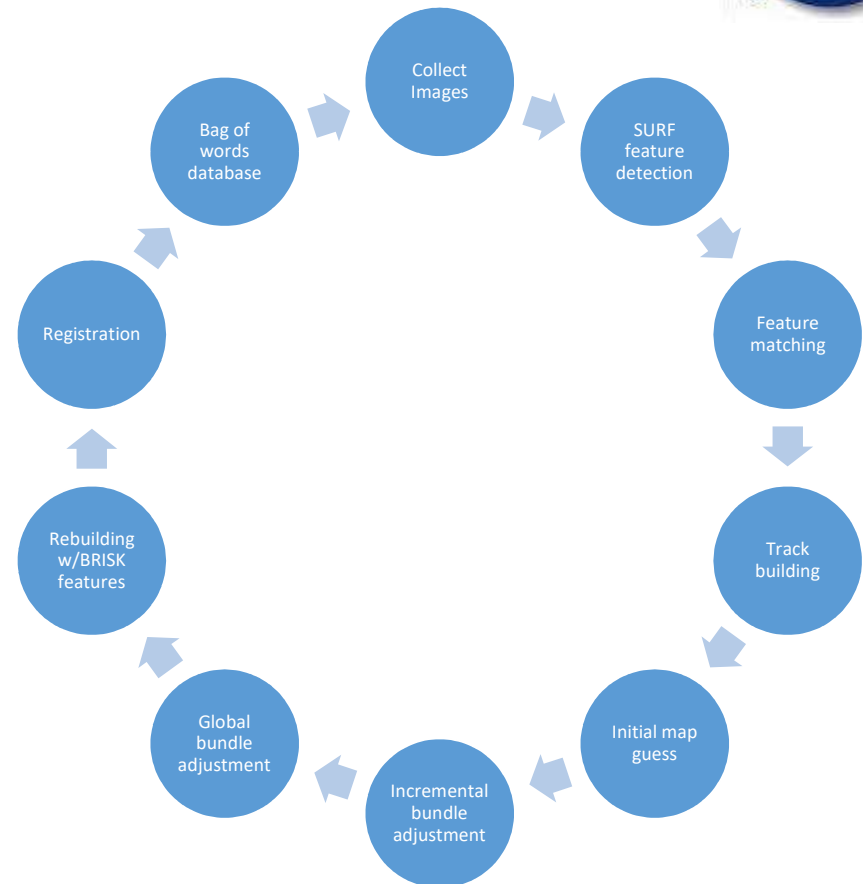 Collect
Images
SURF
feature
detection
Feature
matching
Track
building
Initial map
guess
Incremental
bundle
adjustment
Global
bundle
adjustment
Rebuilding
w/BRISK
features
Registration
Bag of
words
database